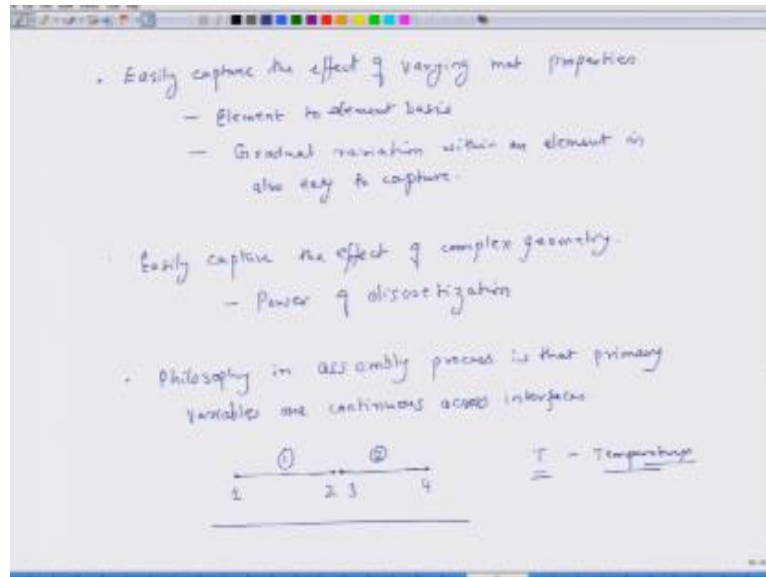 . Easily capture the effect of varying mat properties
- Element to element basis
- Gradual variation within an element is
also easy to capture.
Easily capture the effect of complex geometry.
- Power of discretization
. Philosophy in assembly process is that primary
variables are continuous across interfaces
1 2
T - Temperature
1 2 3 4